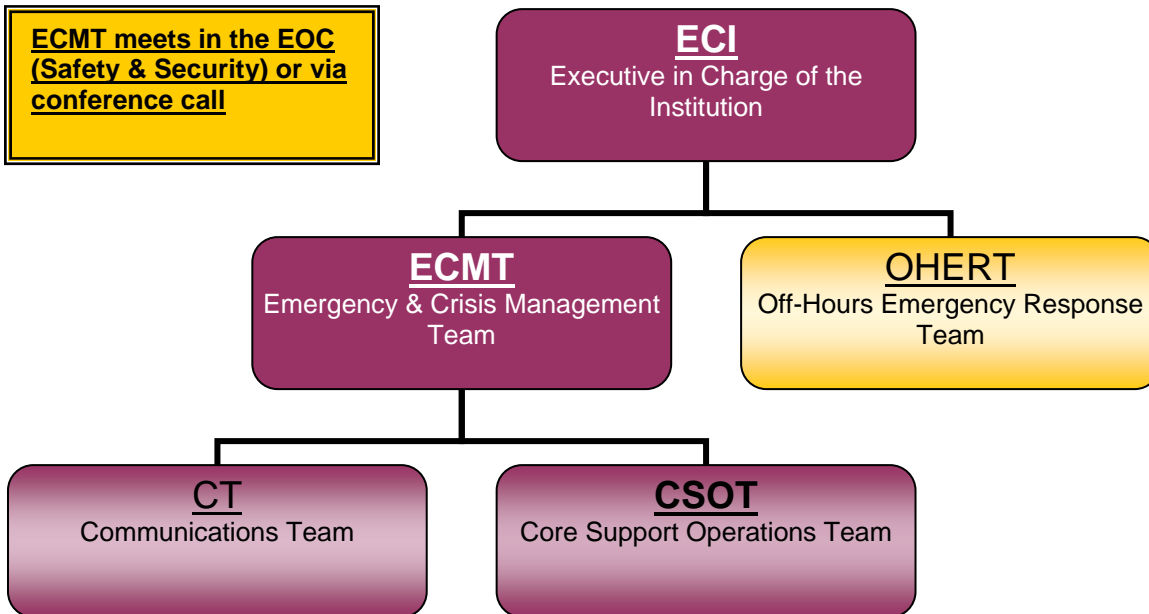 ECMT meets in the EOC
(Safety & Security) or via
conference call
ECI
Executive in Charge of the
Institution
ECMT
Emergency & Crisis Management
Team
OHERT
Off-Hours Emergency Response
Team
CT
Communications Team
CSOT
Core Support Operations Team